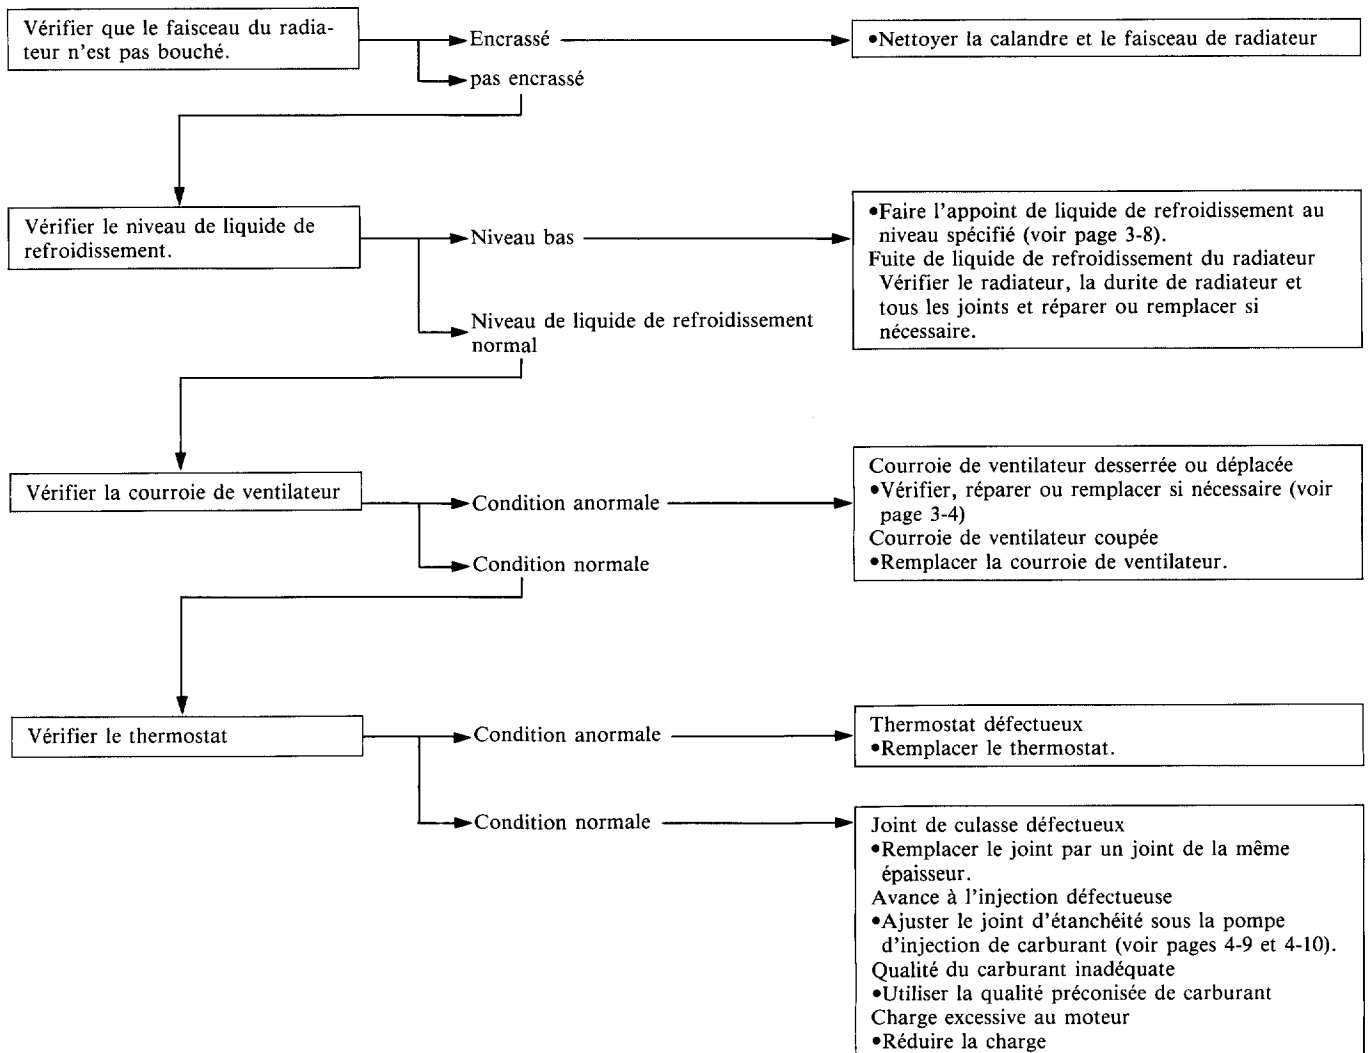 Vérifier que le faisceau du radia-
teur n'est pas bouché.
Encrassé
•Nettoyer la calandre et le faisceau de radiateur
pas encrassé
Vérifier le niveau de liquide de
refroidissement.
Niveau bas
•Faire l'appoint de liquide de refroidissement au
niveau spécifié (voir page 3-8).
Fuite de liquide de refroidissement du radiateur
Vérifier le radiateur, la durite de radiateur et
tous les joints et réparer ou remplacer si
nécessaire.
Niveau de liquide de refroidissement
normal
Vérifier la courroie de ventilateur
Condition anormale
Courroie de ventilateur desserrée ou déplacée
•Vérifier, réparer ou remplacer si nécessaire (voir
page 3-4)
Courroie de ventilateur coupée
•Remplacer la courroie de ventilateur.
Condition normale
Vérifier le thermostat
Condition anormale
Thermostat défectueux
•Remplacer le thermostat.
Condition normale
Joint de culasse défectueux
•Remplacer le joint par un joint de la même
épaisseur.
Avance à l'injection défectueuse
•Ajuster le joint d'étanchéité sous la pompe
d'injection de carburant (voir pages 4-9 et 4-10).
Qualité du carburant inadéquate
•Utiliser la qualité préconisée de carburant
Charge excessive au moteur
•Réduire la charge